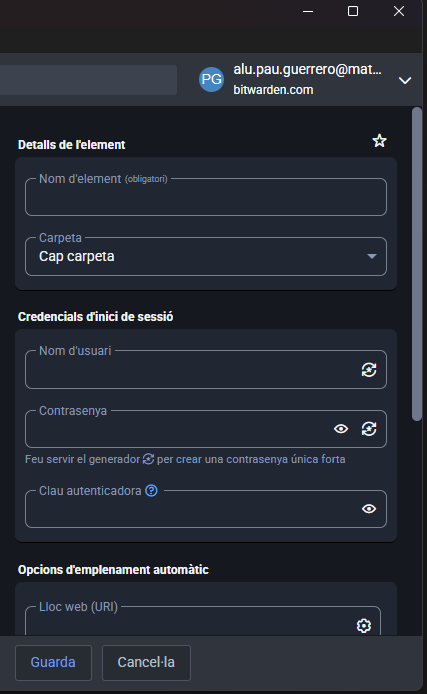 PG
alu.pau.guerrero@mat...
bitwarden.com
Detalls de l'element
Nom d'element (obligatori)
Carpeta
Cap carpeta
Credencials d'inici de sessió
Nom d'usuari
Contrasenya
Feu servir el generador per crear una contrasenya única forta
Clau autenticadora
Opcions d'emplenament automàtic
Lloc web (URI)
Guarda
Cancel·la